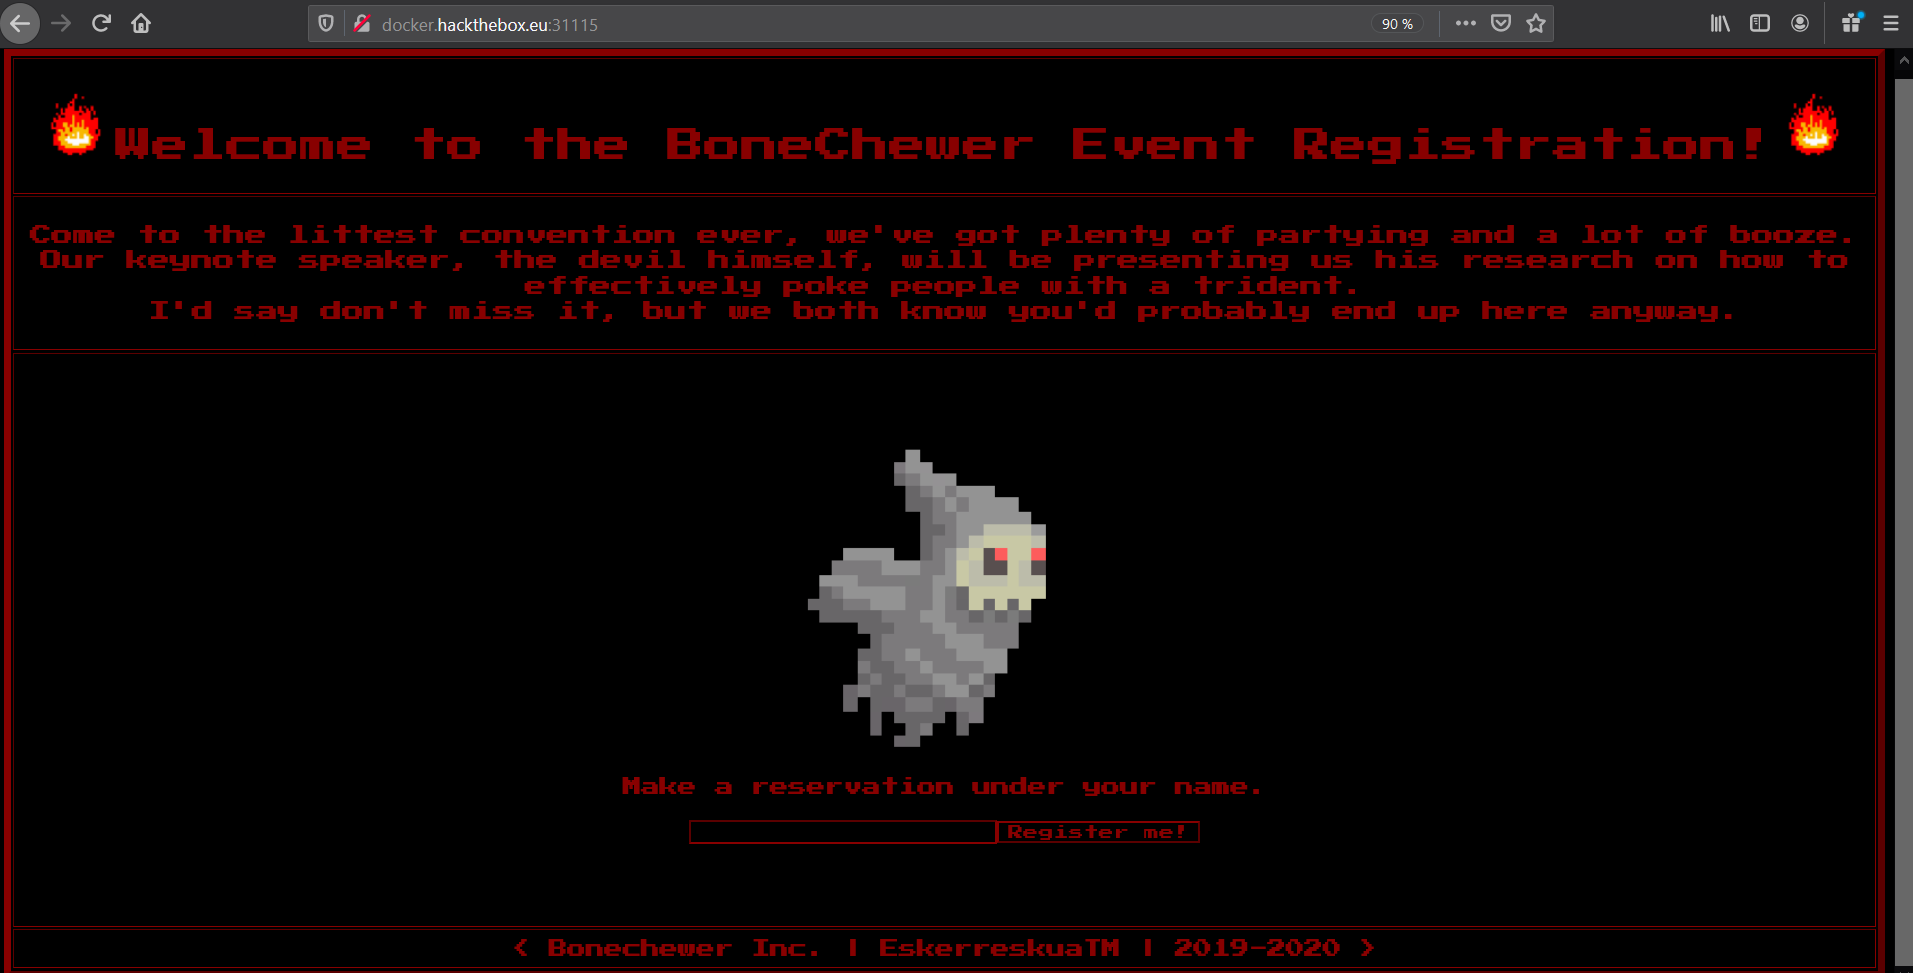 docker.hackthebox.eu:31115
90 %
Welcome to the BoneChewer Event Registration!
Come to the littest convention ever, we've got plenty of partying and a lot of booze.
Our keynote speaker, the devil himself, will be presenting us his research on how to
effectively poke people with a trident.
I'd say don't miss it, but we both know you'd probably end up here anyway.
Make a reservation under your name.
Register me!
< Bonechewer Inc. | EskerreskuaTM | 2019-2020 >